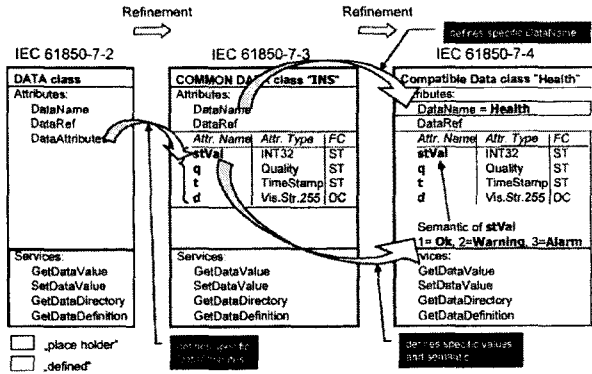 Refinement
Refinement
defines specific DataName
IEC 61850-7-2
IEC 61850-7-3
IEC 61850-7-4
DATA class
Attributes:
DataName
DataRef
DataAttributes
Services:
GetDataValue
SetDataValue
GetDataDirectory
GetDataDefinition
COMMON DATA class "INS"
Attributes:
DataName
DataRef
Attr. Name Attr. Type FC
stVal INT32 ST
q Quality ST
t TimeStamp ST
d Vis.Str.255 DC
Services:
GetDataValue
SetDataValue
GetDataDirectory
GetDataDefinition
Compatible Data class "Health"
ributes:
DataName = Health
DataRef
Attr. Name Attr. Type FC
stVal INT32 ST
q Quality ST
t TimeStamp ST
d Vis.Str.255 DC
Semantic of stVal
1= Ok, 2=Warning, 3=Alarm
vices:
GetDataValue
SetDataValue
GetDataDirectory
GetDataDefinition
„place holder"
„defined"
defines specific
defines specific values
and semantic